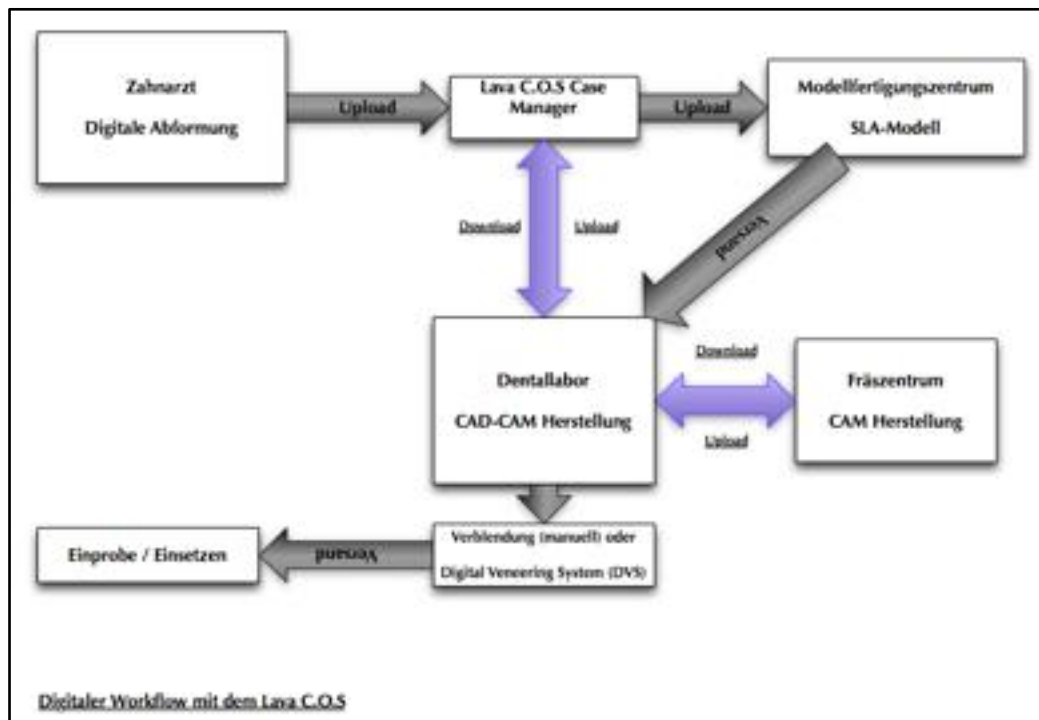 Zahnarzt
Digitale Abformung
Upload
Lava C.O.S Case
Manager
Upload
Modellfertigungszentrum
SLA-Modell
Download
Upload
Versand
Dentallabor
CAD-CAM Herstellung
Download
Upload
Fräszentrum
CAM Herstellung
Verblendung (manuell) oder
Digital Veneering System (DVS)
Versand
Einprobe / Einsetzen
Digitaler Workflow mit dem Lava C.O.S